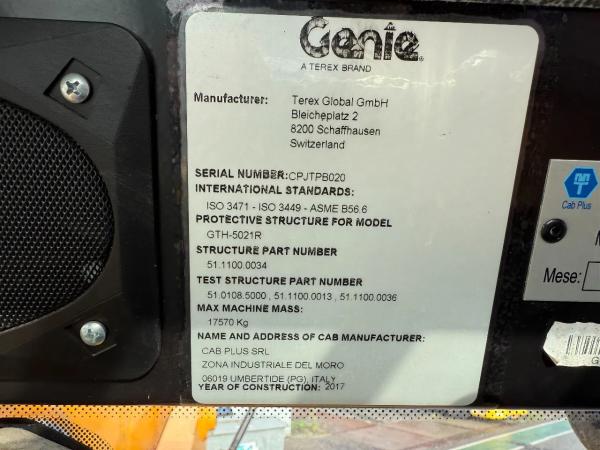 Genie
A TEREX BRAND
Manufacturer: Terex Global GmbH
Bleicheplatz 2
8200 Schaffhausen
Switzerland
SERIAL NUMBER:CPJTPB020
INTERNATIONAL STANDARDS:
ISO 3471 - ISO 3449 - ASME B56.6
PROTECTIVE STRUCTURE FOR MODEL
GTH-5021R
STRUCTURE PART NUMBER
51.1100.0034
TEST STRUCTURE PART NUMBER
51.0108.5000 , 51.1100.0013 , 51.1100.0036
MAX MACHINE MASS:
17570 Kg
NAME AND ADDRESS OF CAB MANUFACTURER:
CAB PLUS SRL
ZONA INDUSTRIALE DEL MORO
06019 UMBERTIDE (PG), ITALY
YEAR OF CONSTRUCTION: 2017
Cab Plus
Mese: